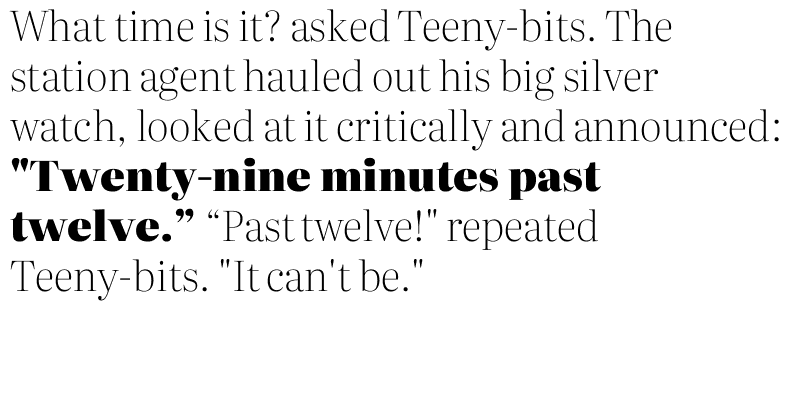 What time is it? asked Teeny-bits. The
station agent hauled out his big silver
watch, looked at it critically and announced:
"Twenty-nine minutes past
twelve.” “Past twelve!" repeated
Teeny-bits. "It can't be."